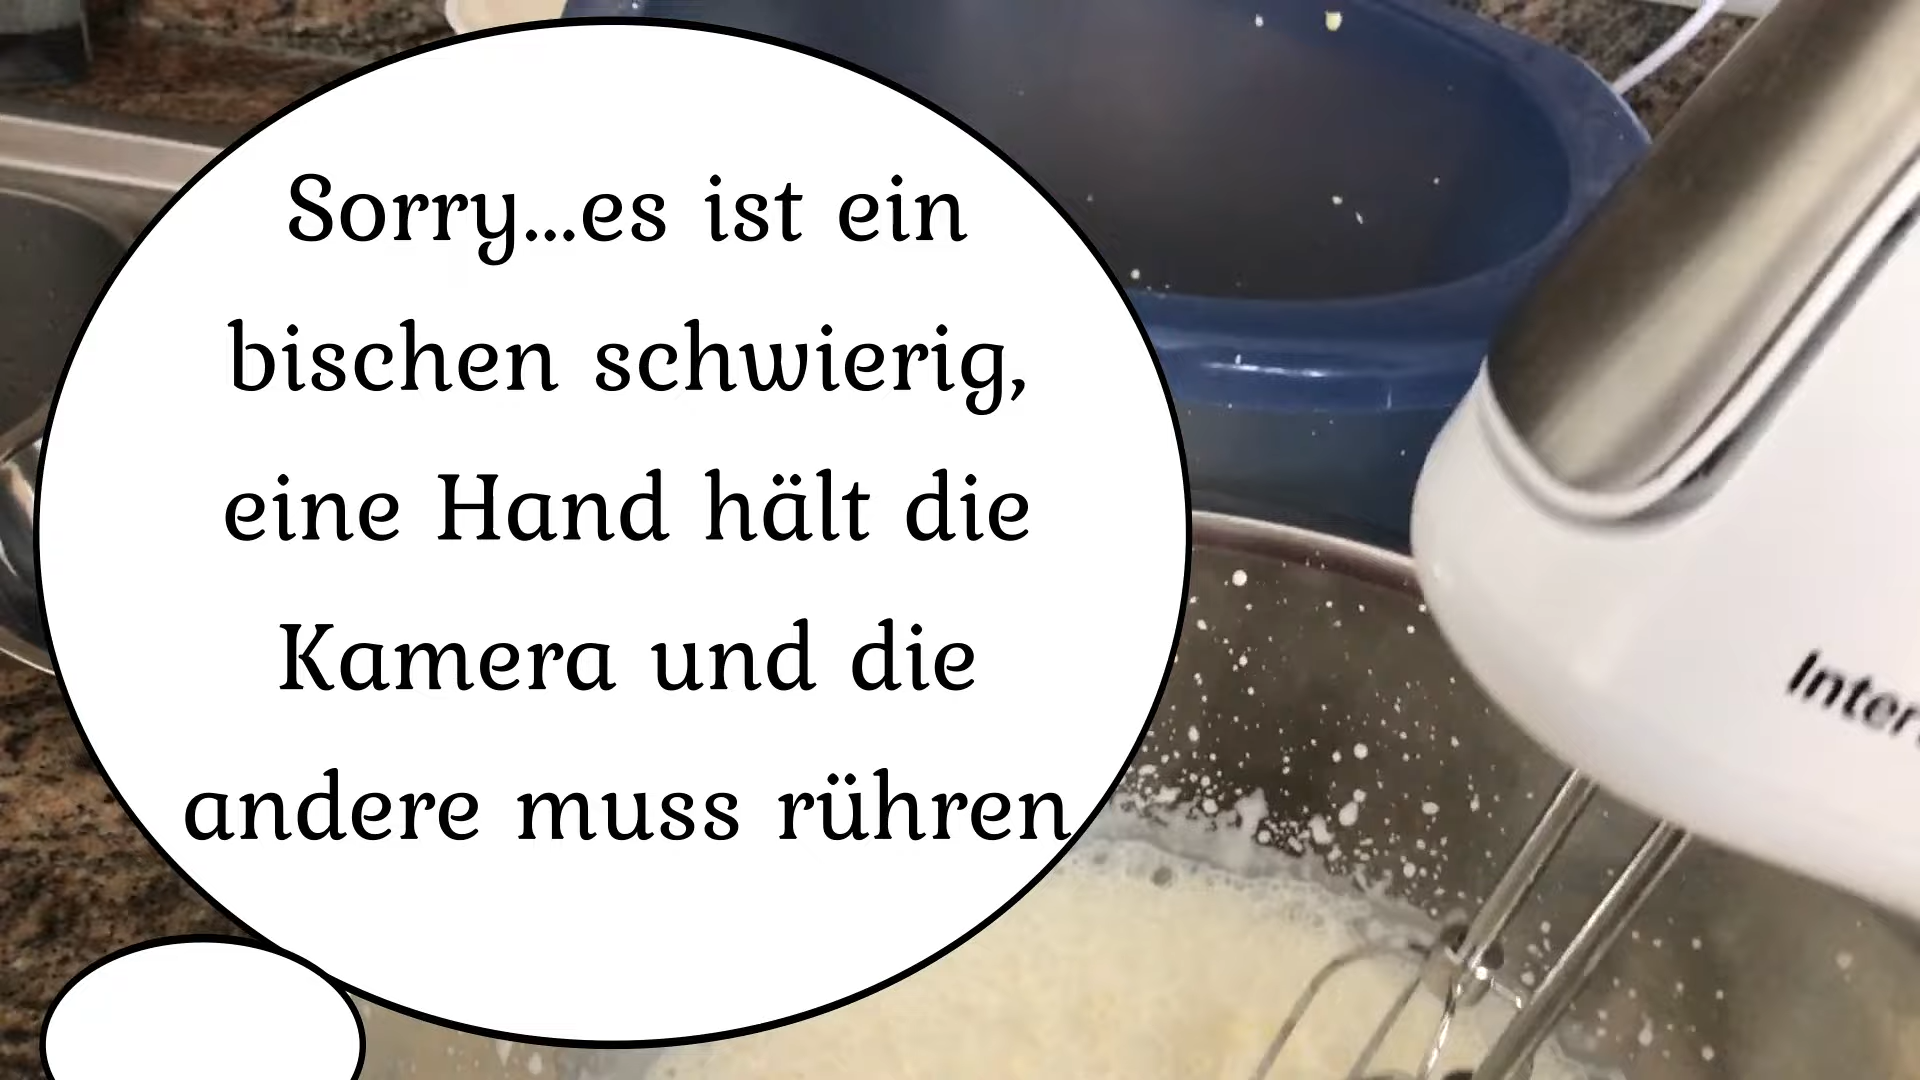 Sorry...es ist ein
bischen schwierig,
eine Hand hält die
Kamera und die
andere muss rühren